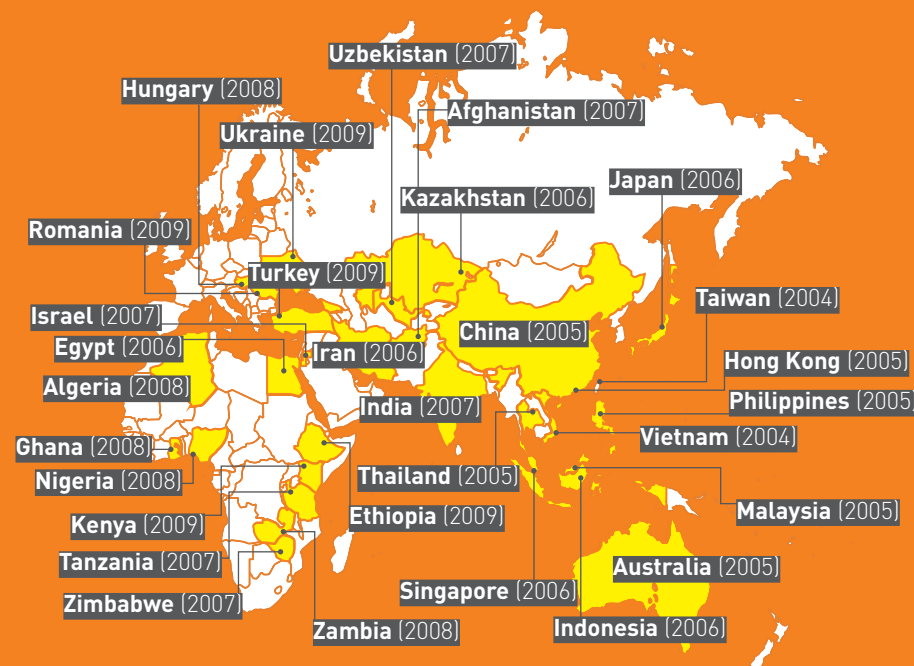 Uzbekistan (2007)
Hungary (2008)
Afghanistan (2007)
Ukraine (2009)
Japan (2006)
Kazakhstan (2006)
Romania (2009)
Turkey (2009)
Taiwan (2004)
Israel (2007)
China (2005)
Egypt (2006)
Iran (2006)
Hong Kong (2005)
Algeria (2008)
Philippines (2005)
India (2007)
Vietnam (2004)
Ghana (2008)
Thailand (2005)
Nigeria (2008)
Malaysia (2005)
Ethiopia (2009)
Kenya (2009)
Tanzania (2007)
Australia (2005)
Singapore (2006)
Zimbabwe (2007)
Zambia (2008)
Indonesia (2006)